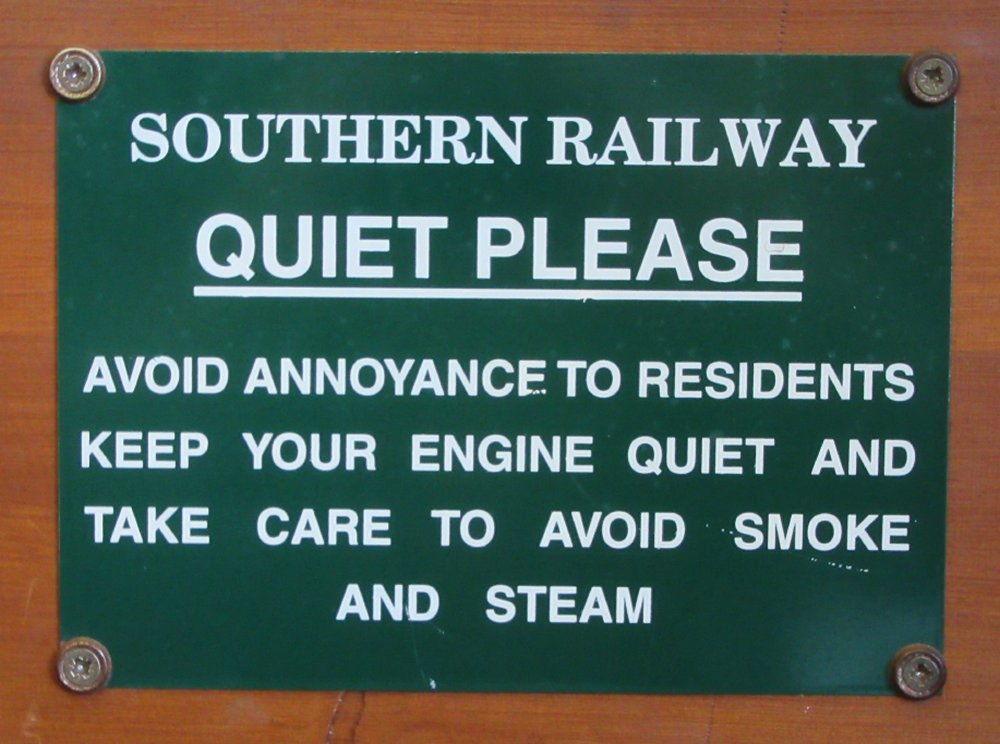 SOUTHERN RAILWAY
QUIET PLEASE
AVOID ANNOYANCE TO RESIDENTS
KEEP YOUR ENGINE QUIET AND
TAKE CARE TO AVOID SMOKE
AND STEAM